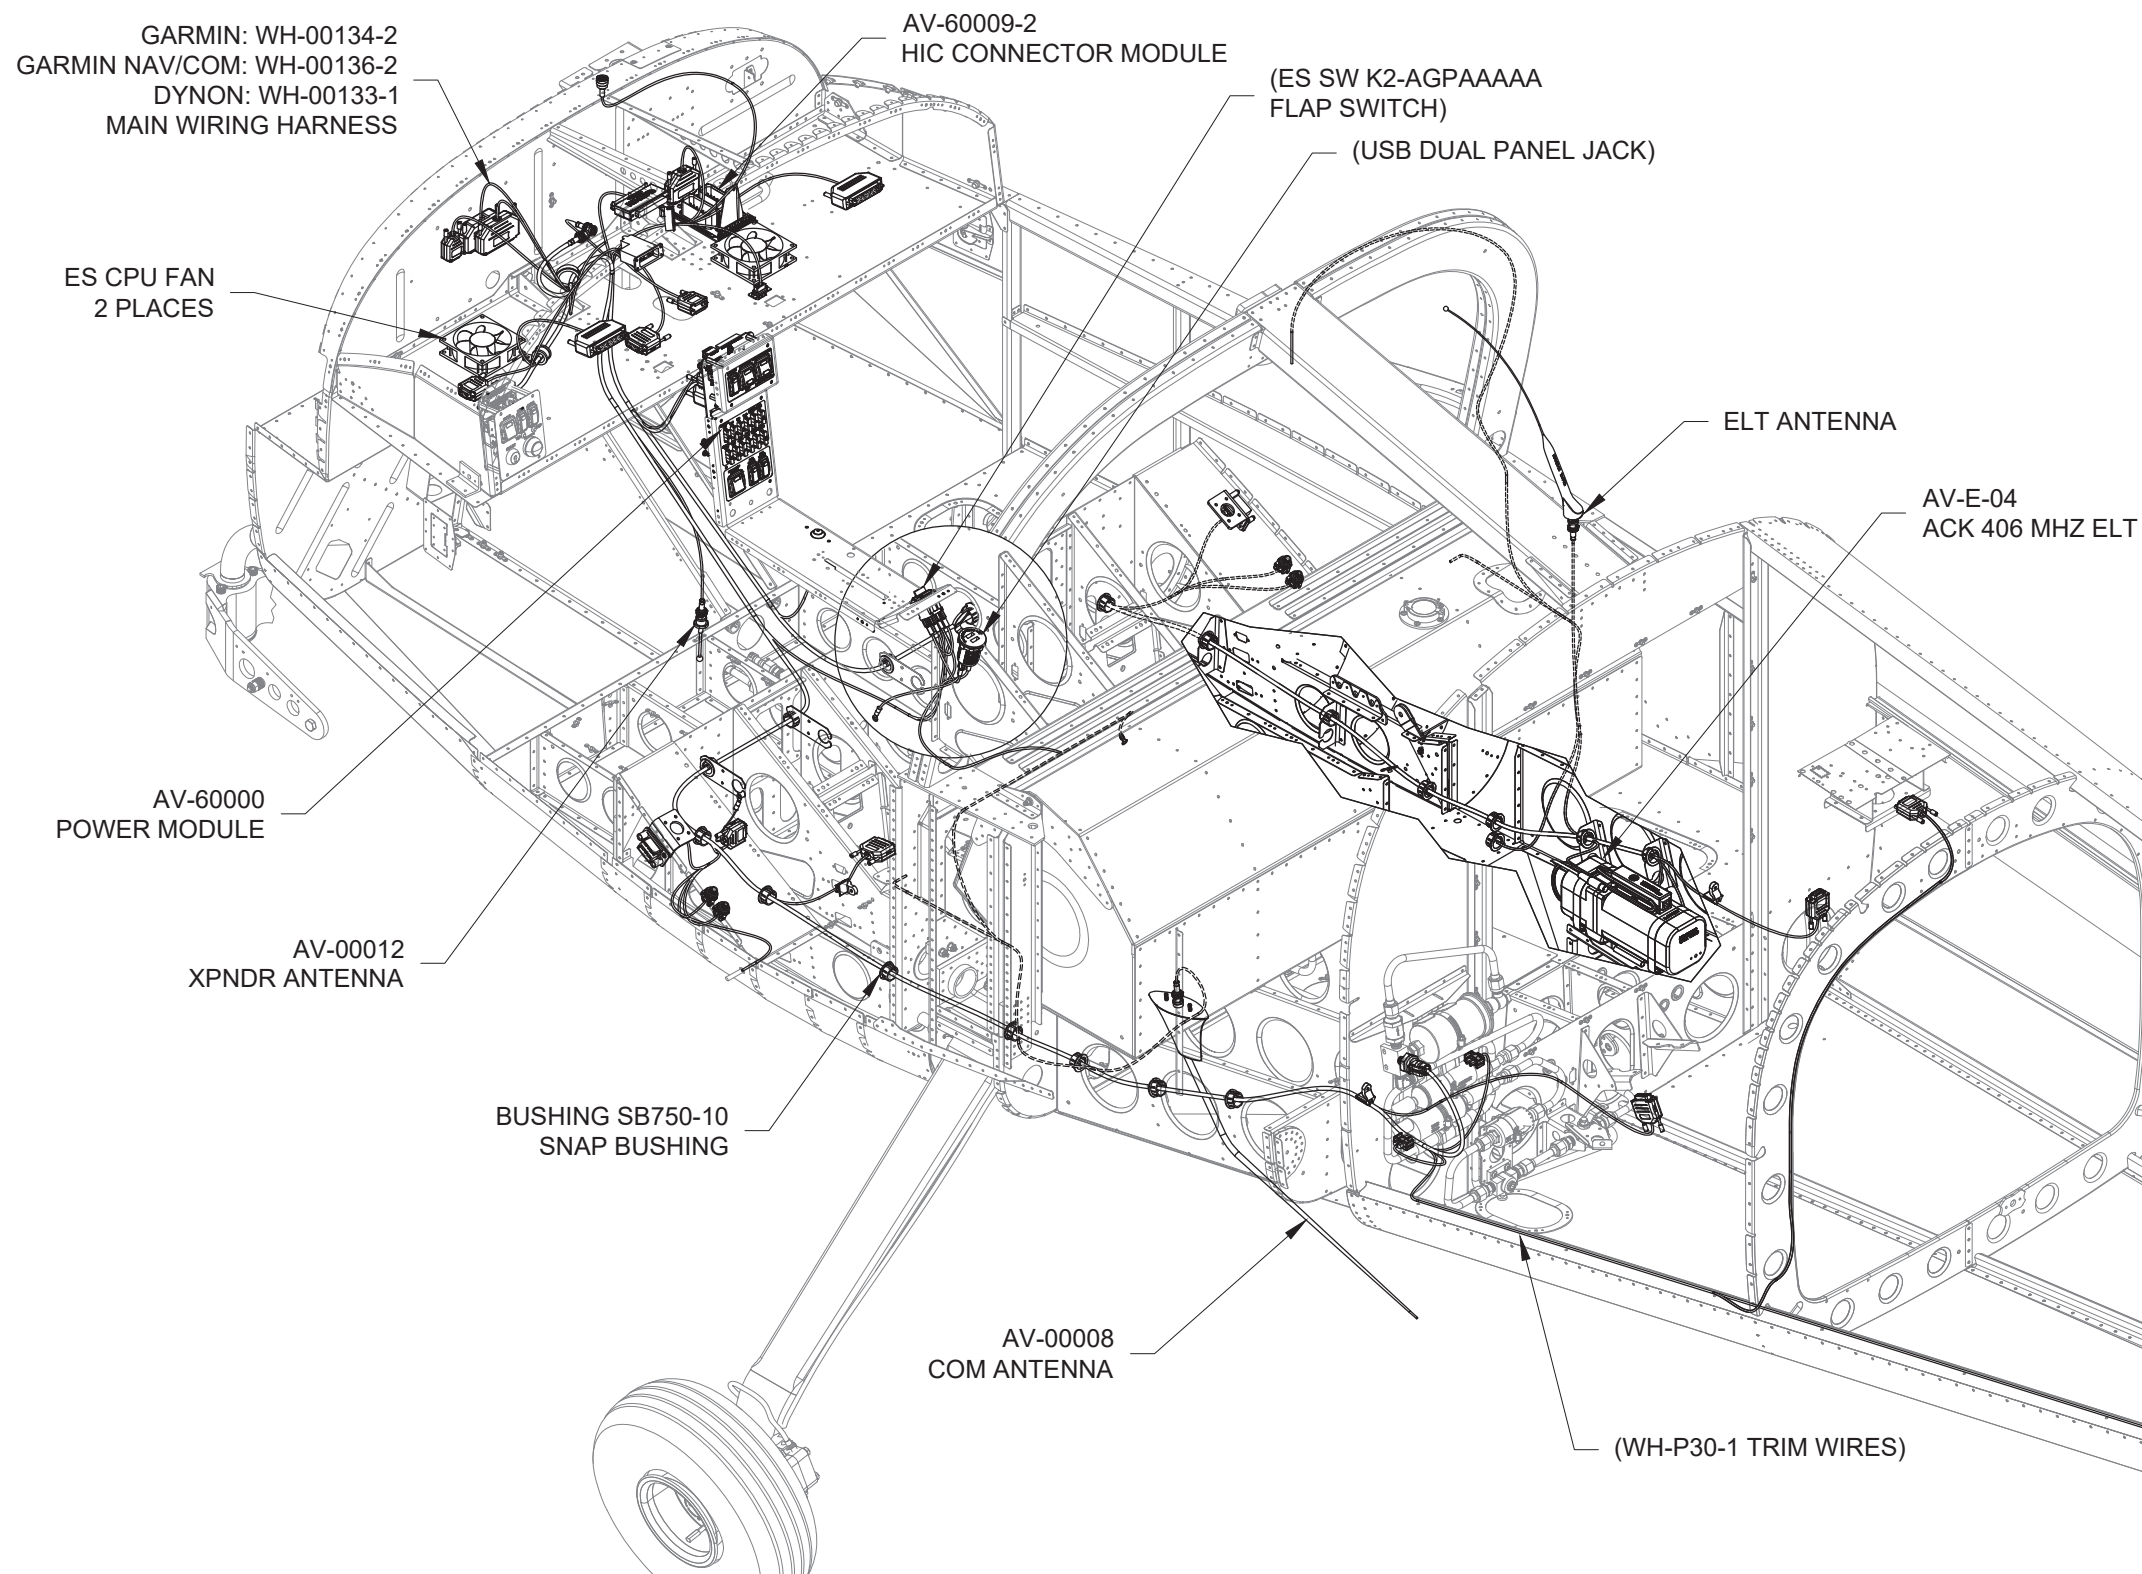 GARMIN: WH-00134-2
GARMIN NAV/COM: WH-00136-2
DYNON: WH-00133-1
MAIN WIRING HARNESS
AV-60009-2
HIC CONNECTOR MODULE
(ES SW K2-AGPAAAAA
FLAP SWITCH)
(USB DUAL PANEL JACK)
ES CPU FAN
2 PLACES
ELT ANTENNA
AV-E-04
ACK 406 MHZ ELT
AV-60000
POWER MODULE
AV-00012
XPNDR ANTENNA
BUSHING SB750-10
SNAP BUSHING
AV-00008
COM ANTENNA
(WH-P30-1 TRIM WIRES)